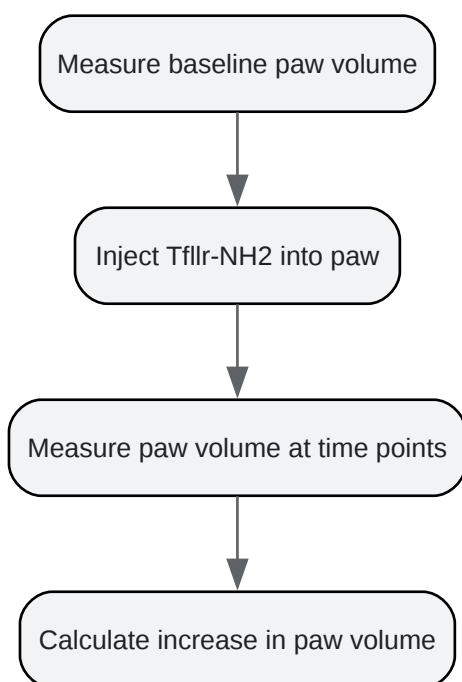 Measure baseline paw volume
Inject Tfllr-NH2 into paw
Measure paw volume at time points
Calculate increase in paw volume